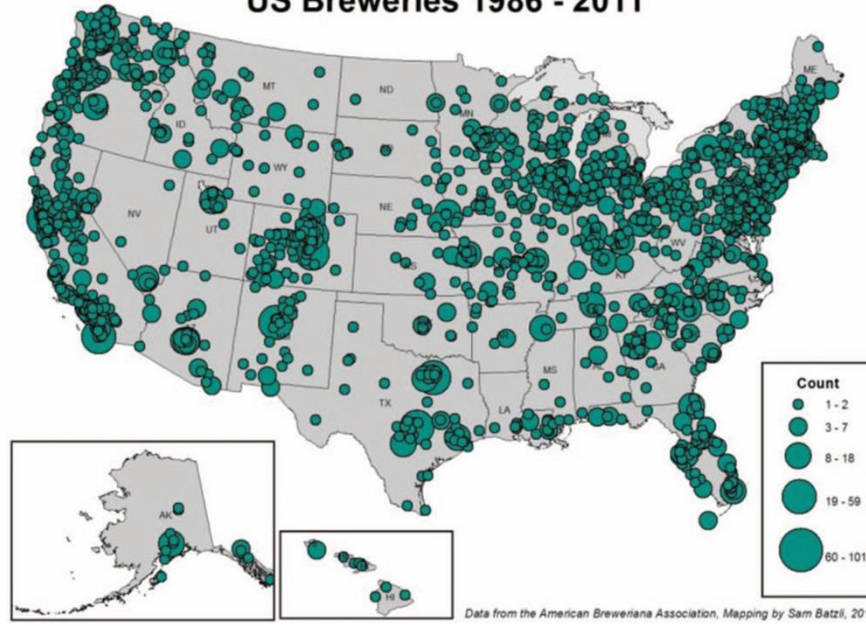 US Breweries 1986 - 2011
ME
MT
ND
MN
ID
WY
NE
NV
UT
WV
KY
MS
AL
GA
TX
LA
Count
1 - 2
3 - 7
8 - 18
19 - 59
60 - 101
AK
HI
Data from the American Breweriana Association, Mapping by Sam Batzli, 20